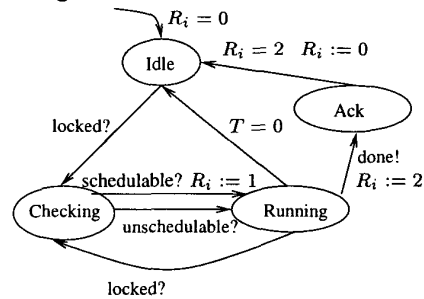 R_i = 0
R_i = 2 R_i := 0
Idle
Ack
locked?
T = 0
done!
R_i := 2
schedulable? R_i := 1
Checking
Running
unschedulable?
locked?